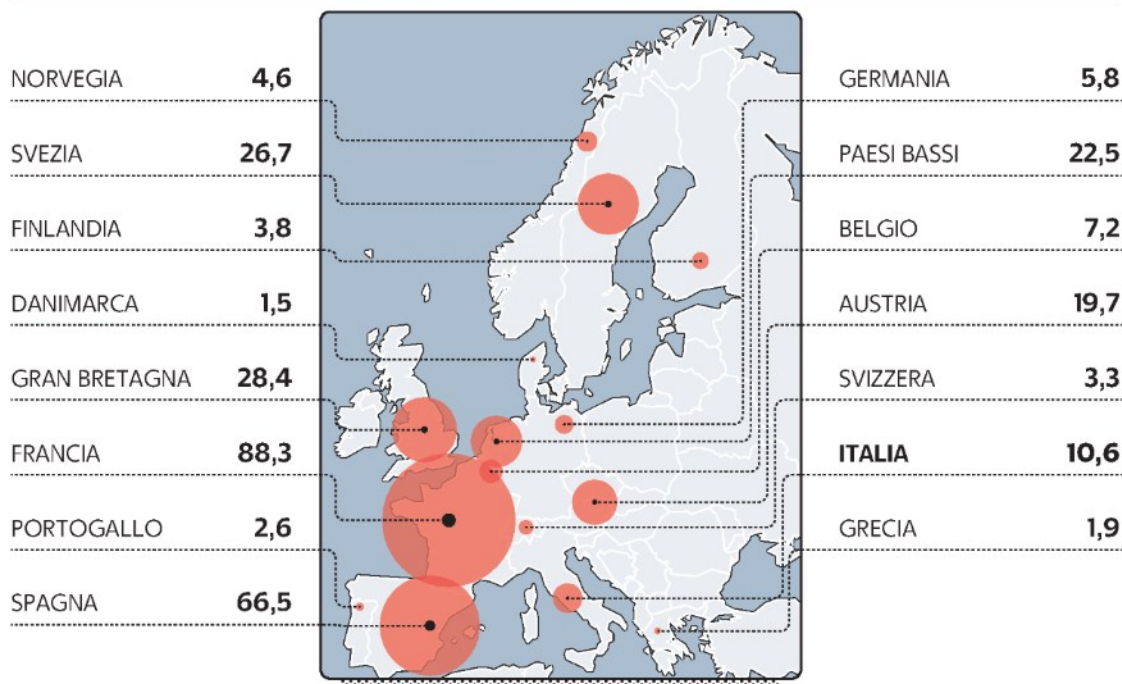 NORVEGIA 4,6
SVEZIA 26,7
FINLANDIA 3,8
DANIMARCA 1,5
GRAN BRETAGNA 28,4
FRANCIA 88,3
PORTOGALLO 2,6
SPAGNA 66,5
GERMANIA 5,8
PAESI BASSI 22,5
BELGIO 7,2
AUSTRIA 19,7
SVIZZERA 3,3
ITALIA 10,6
GRECIA 1,9